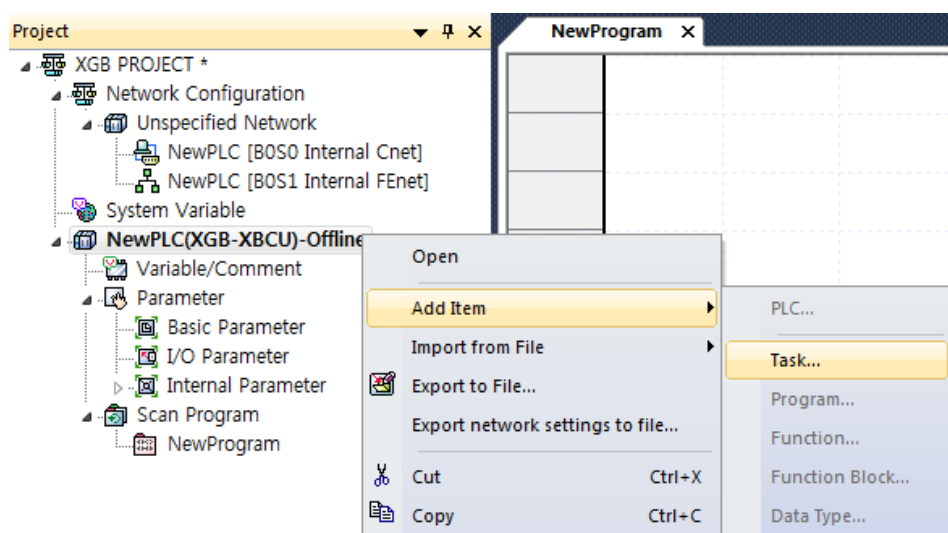 Project
NewProgram
XGB PROJECT *
Network Configuration
Unspecified Network
NewPLC [B0S0 Internal Cnet]
NewPLC [B0S1 Internal FEnet]
System Variable
NewPLC(XGB-XBCU)-Offline
Variable/Comment
Parameter
Basic Parameter
I/O Parameter
Internal Parameter
Scan Program
NewProgram
Open
Add Item
Import from File
Export to File...
Export network settings to file...
Cut Ctrl+X
Copy Ctrl+C
PLC...
Task...
Program...
Function...
Function Block...
Data Type...